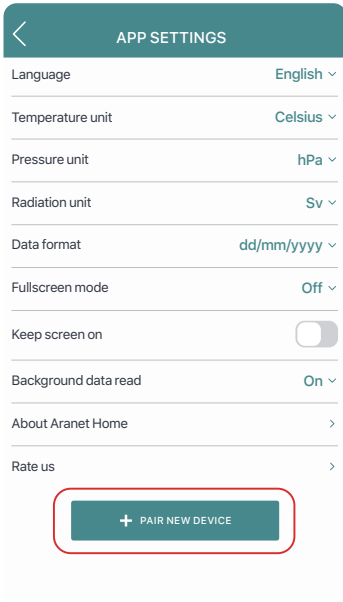 APP SETTINGS
Language English
Temperature unit Celsius
Pressure unit hPa
Radiation unit Sv
Data format dd/mm/yyyy
Fullscreen mode Off
Keep screen on
Background data read On
About Aranet Home
Rate us
+ PAIR NEW DEVICE